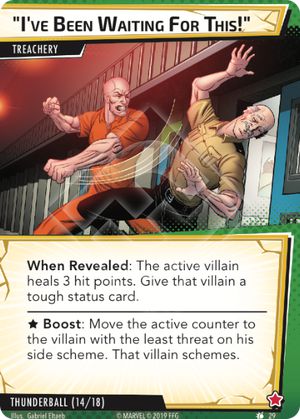 "I've Been Waiting For This!"
TREACHERY
When Revealed: The active villain
heals 3 hit points. Give that villain a
tough status card.
★ Boost: Move the active counter to
the villain with the least threat on his
side scheme. That villain schemes.
THUNDERBALL (14/18)
Illus. Gabriel Eltaeb
© MARVEL © 2019 FFG
29